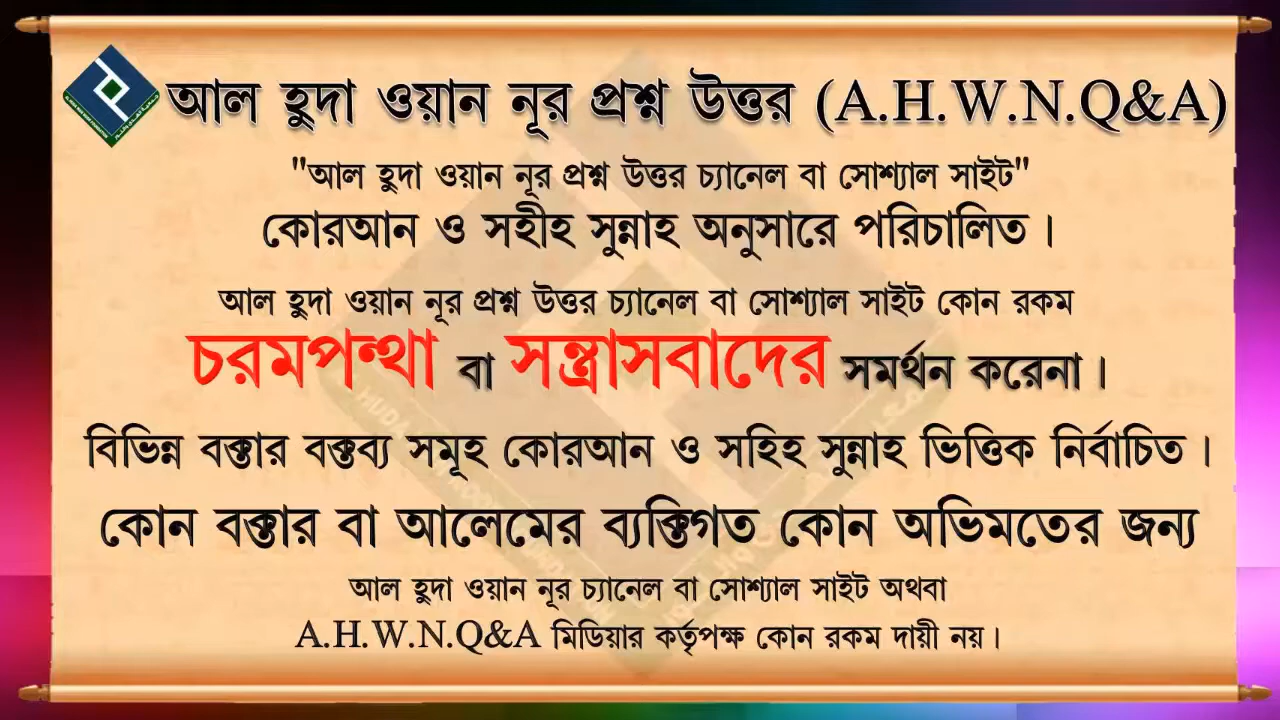 আল হুদা ওয়ান নূর প্রশ্ন উত্তর (A.H.W.N.Q&A)
"আল হুদা ওয়ান নূর প্রশ্ন উত্তর চ্যানেল বা সোশ্যাল সাইট"
কোরআন ও সহীহ সুন্নাহ অনুসারে পরিচালিত।
আল হুদা ওয়ান নূর প্রশ্ন উত্তর চ্যানেল বা সোশ্যাল সাইট কোন রকম
চরমপন্থা বা সন্ত্রাসবাদের সমর্থন করেনা।
বিভিন্ন বক্তার বক্তব্য সমূহ কোরআন ও সহিহ সুন্নাহ ভিত্তিক নির্বাচিত।
কোন বক্তার বা আলেমের ব্যক্তিগত কোন অভিমতের জন্য
আল হুদা ওয়ান নূর চ্যানেল বা সোশ্যাল সাইট অথবা
A.H.W.N.Q&A মিডিয়ার কর্তৃপক্ষ কোন রকম দায়ী নয়।